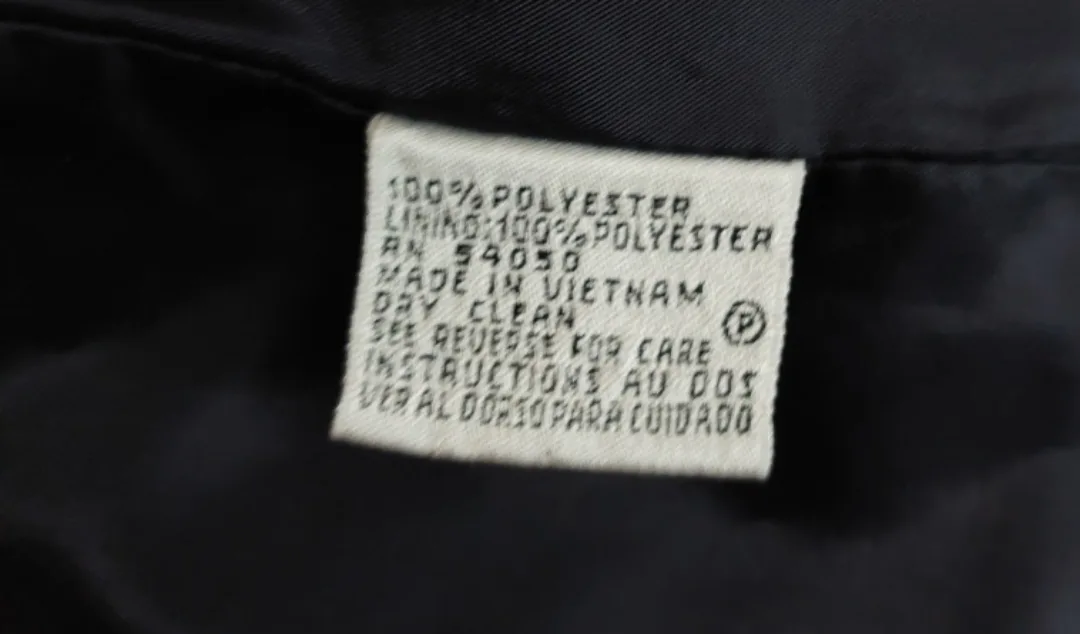 100% POLYESTER
LINING:100% POLYESTER
RN 54050
MADE IN VIETNAM
DRY CLEAN
P
SEE REVERSE FOR CARE
INSTRUCTIONS AU DOS
VER AL DORSO PARA CUIDADO